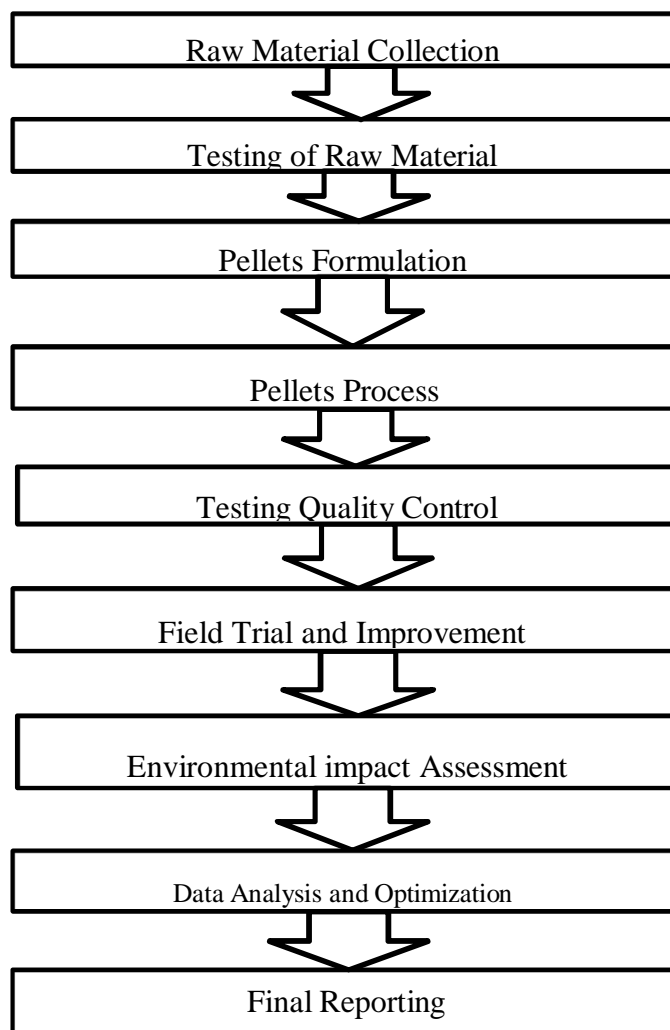 Raw Material Collection
Testing of Raw Material
Pellets Formulation
Pellets Process
Testing Quality Control
Field Trial and Improvement
Environmental impact Assessment
Data Analysis and Optimization
Final Reporting